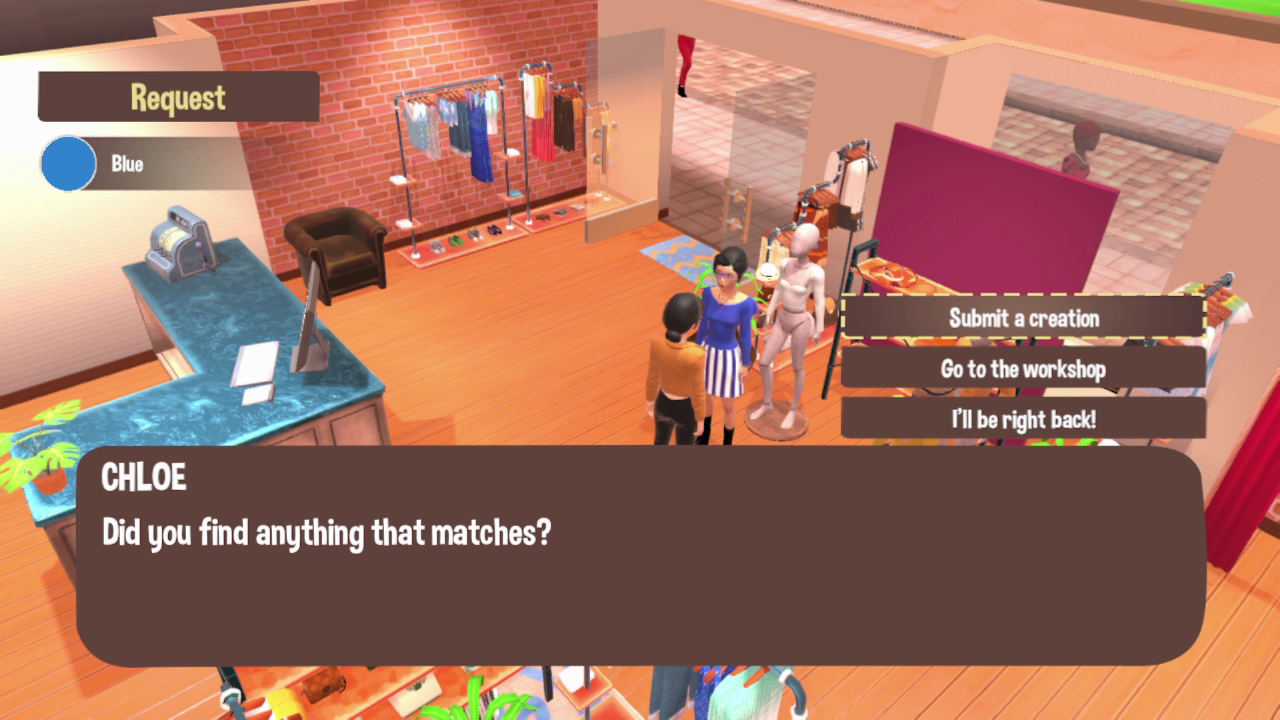 Request
Blue
Submit a creation
Go to the workshop
I'll be right back!
CHLOE
Did you find anything that matches?